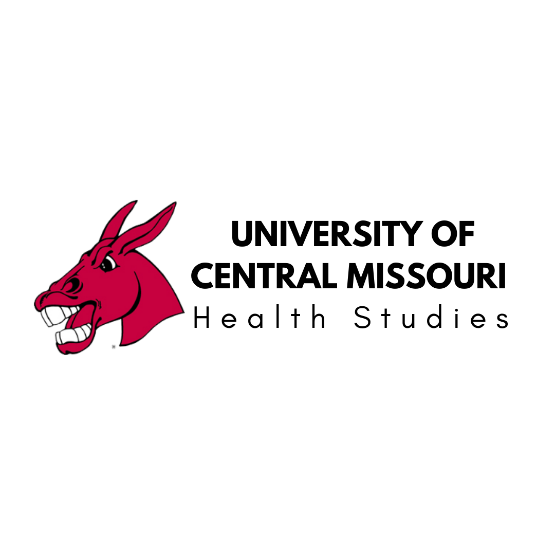 UNIVERSITY OF
CENTRAL MISSOURI
Health Studies